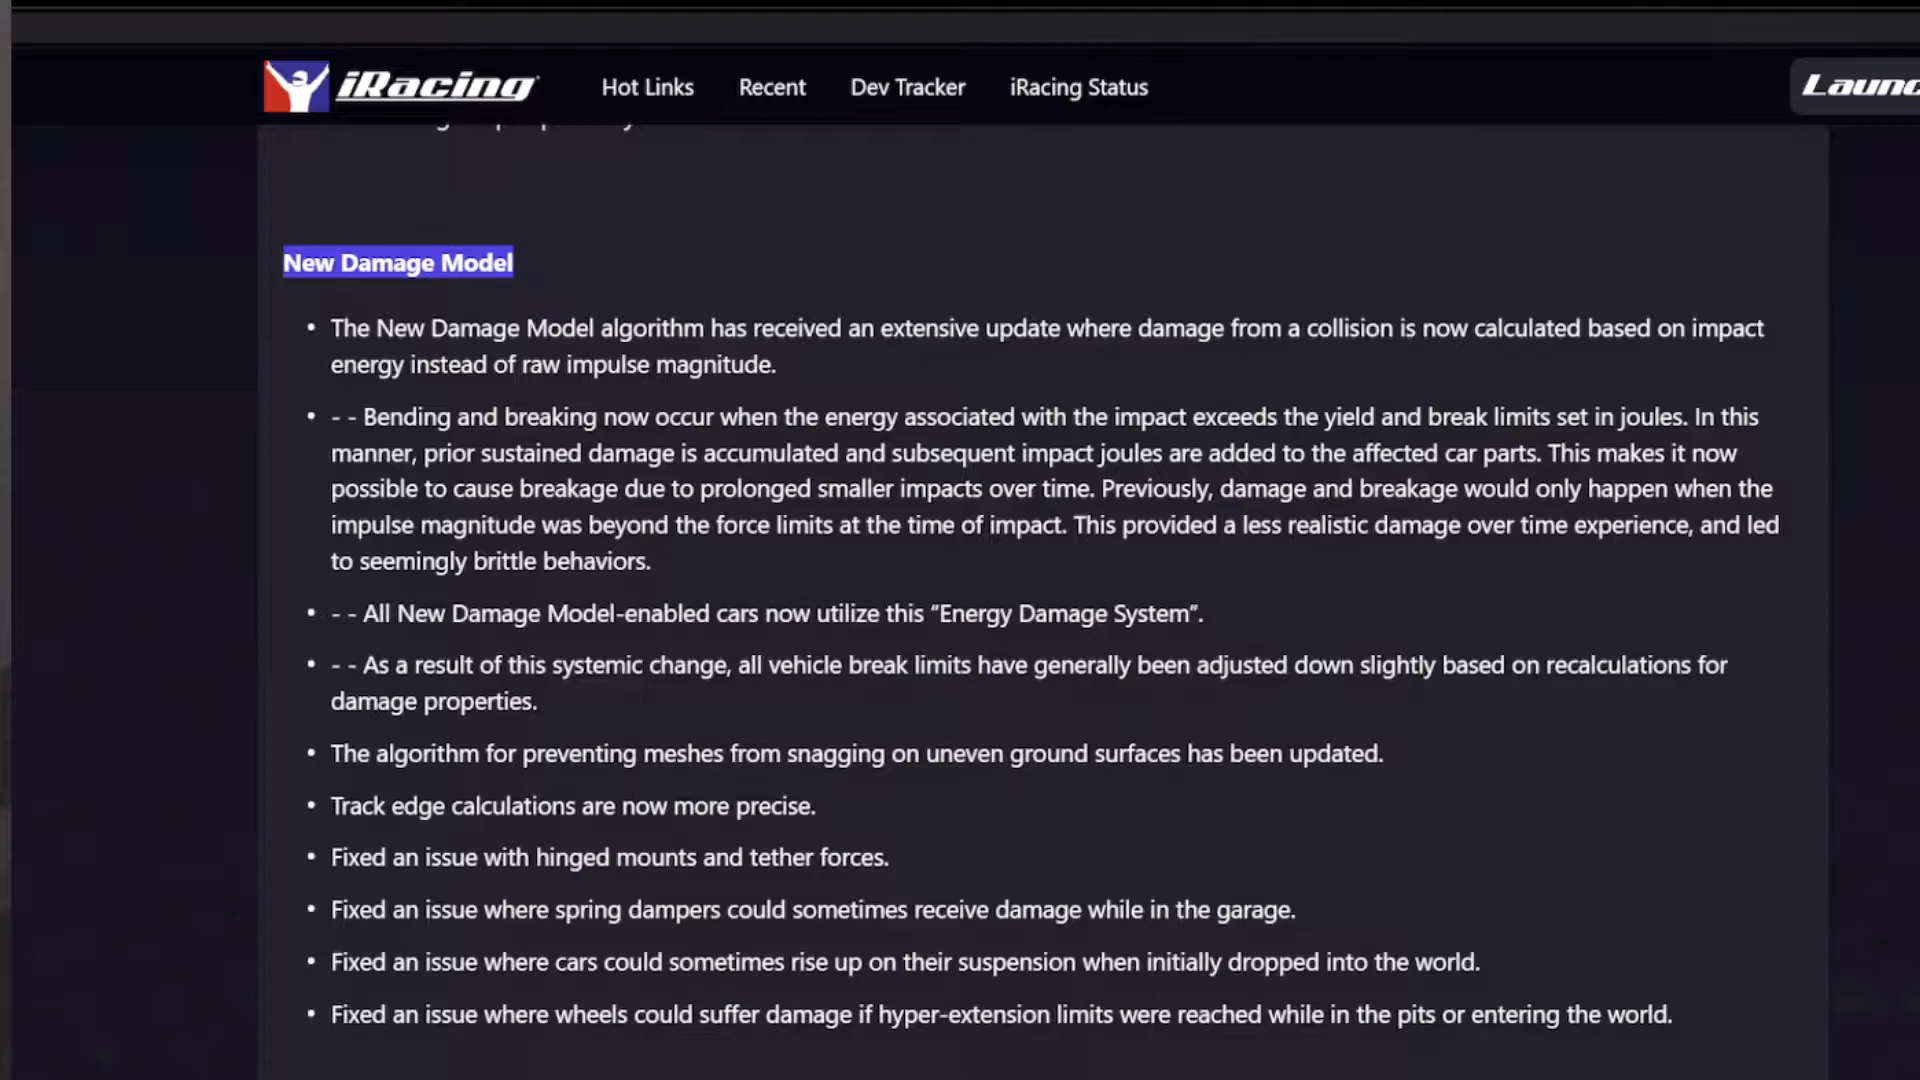 iRacing Hot Links Recent Dev Tracker iRacing Status
New Damage Model
• The New Damage Model algorithm has received an extensive update where damage from a collision is now calculated based on impact
energy instead of raw impulse magnitude.
• - - Bending and breaking now occur when the energy associated with the impact exceeds the yield and break limits set in joules. In this
manner, prior sustained damage is accumulated and subsequent impact joules are added to the affected car parts. This makes it now
possible to cause breakage due to prolonged smaller impacts over time. Previously, damage and breakage would only happen when the
impulse magnitude was beyond the force limits at the time of impact. This provided a less realistic damage over time experience, and led
to seemingly brittle behaviors.
• - - All New Damage Model-enabled cars now utilize this “Energy Damage System”.
• - - As a result of this systemic change, all vehicle break limits have generally been adjusted down slightly based on recalculations for
damage properties.
• The algorithm for preventing meshes from snagging on uneven ground surfaces has been updated.
• Track edge calculations are now more precise.
• Fixed an issue with hinged mounts and tether forces.
• Fixed an issue where spring dampers could sometimes receive damage while in the garage.
• Fixed an issue where cars could sometimes rise up on their suspension when initially dropped into the world.
• Fixed an issue where wheels could suffer damage if hyper-extension limits were reached while in the pits or entering the world.